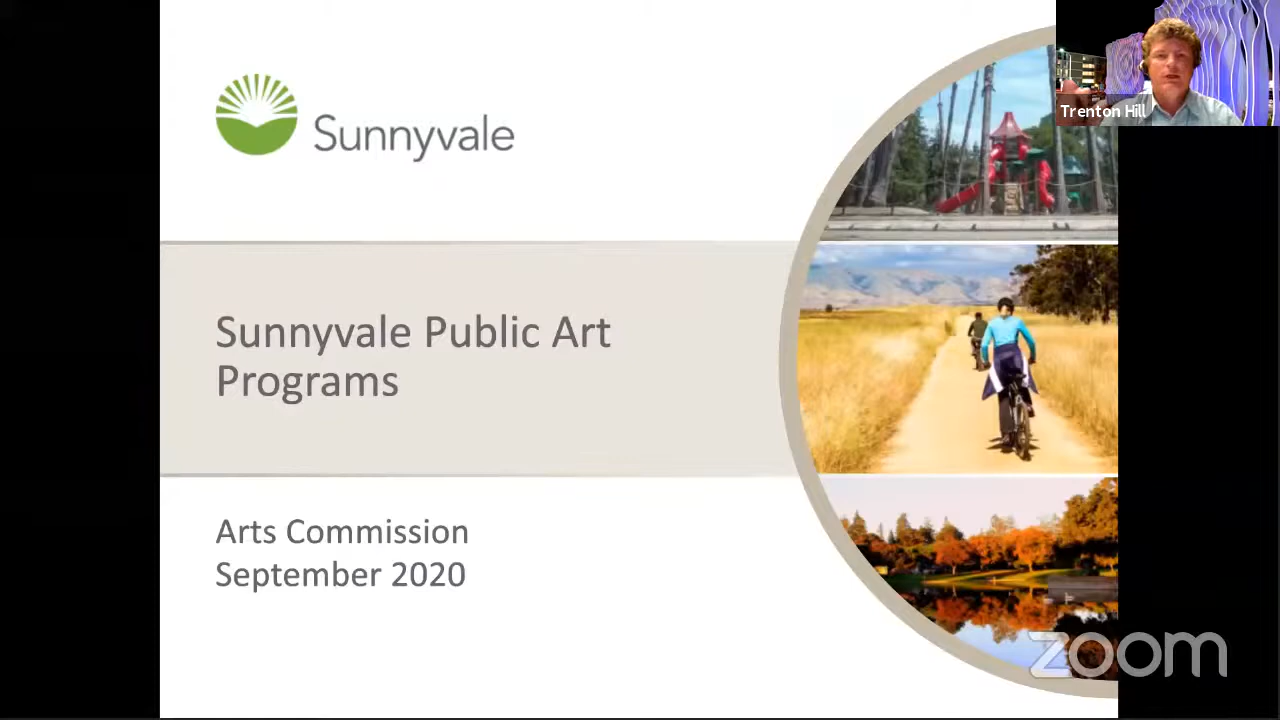 Sunnyvale
Trenton Hill
Sunnyvale Public Art
Programs
Arts Commission
September 2020
zoom